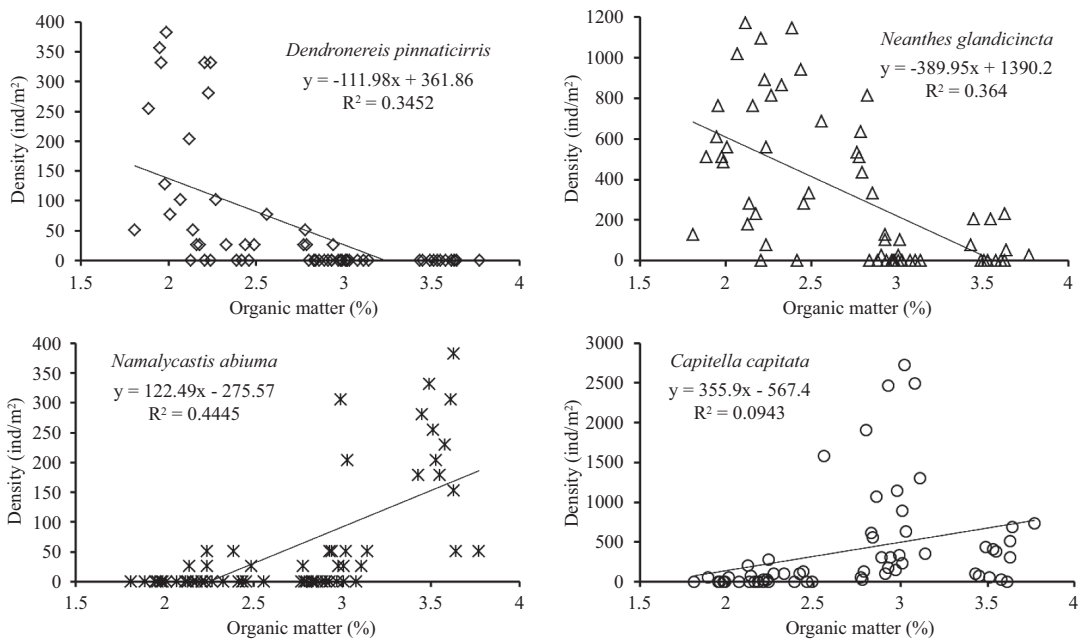 400
350
300
250
200
150
100
50
0
Density (ind/m²)
Dendronereis pinnaticirris
y = -111.98x + 361.86
R² = 0.3452
1.5 2 2.5 3 3.5 4
Organic matter (%)
1200
1000
800
600
400
200
0
Density (ind/m²)
Neanthes glandicincta
y = -389.95x + 1390.2
R² = 0.364
1.5 2 2.5 3 3.5 4
Organic matter (%)
400
350
300
250
200
150
100
50
0
Density (ind/m²)
Namalycastis abiuma
y = 122.49x - 275.57
R² = 0.4445
1.5 2 2.5 3 3.5 4
Organic matter (%)
3000
2500
2000
1500
1000
500
0
Density (ind/m²)
Capitella capitata
y = 355.9x - 567.4
R² = 0.0943
1.5 2 2.5 3 3.5 4
Organic matter (%)